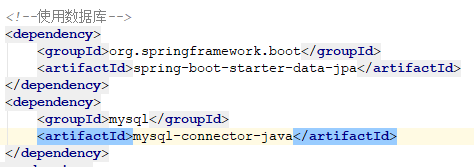 <!--使用数据库-->
<dependency>
<groupId>org.springframework.boot</groupId>
<artifactId>spring-boot-starter-data-jpa</artifactId>
</dependency>
<dependency>
<groupId>mysql</groupId>
<artifactId>mysql-connector-java</artifactId>
</dependency>